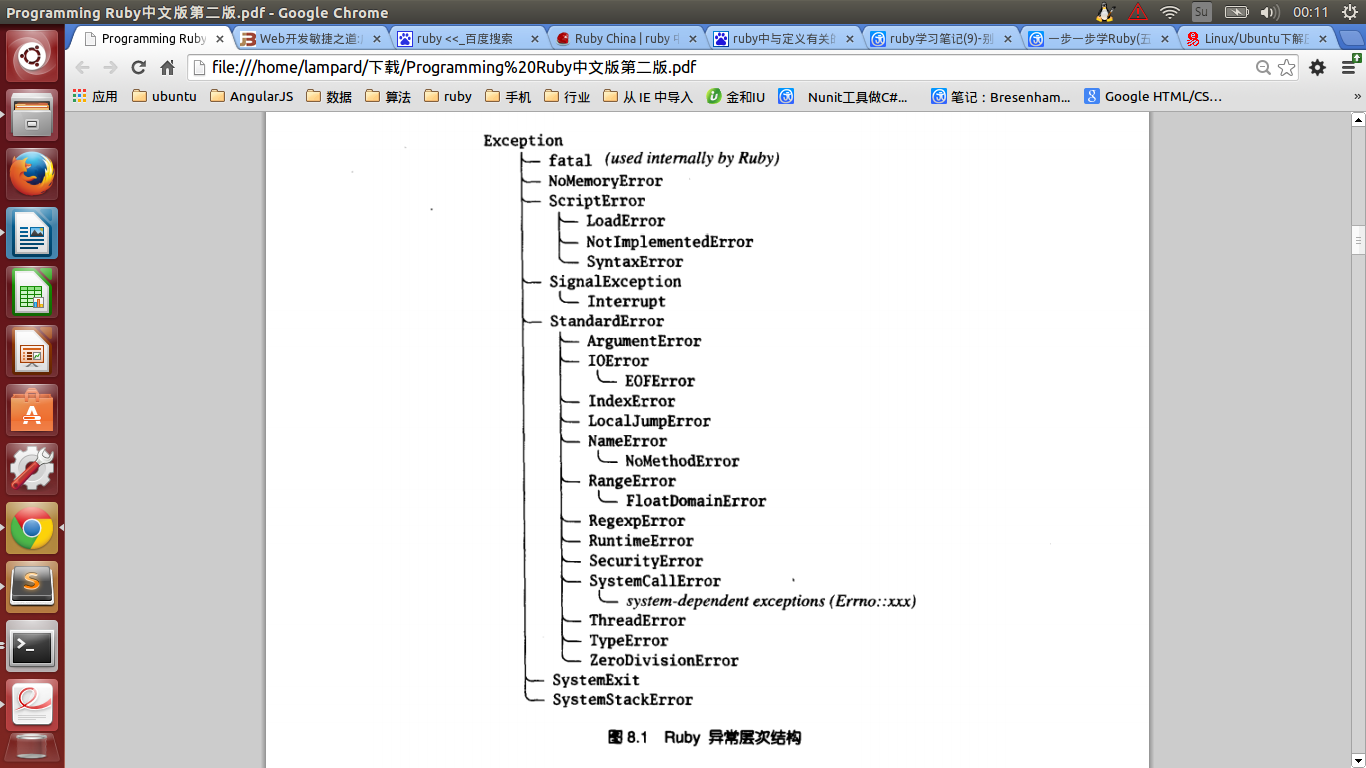 Programming Ruby中文版第二版.pdf - Google Chrome
Su
00:11
Programming Ruby
Web开发敏捷之道:
ruby <<_百度搜索
Ruby China | ruby
ruby中与定义有关的
ruby学习笔记(9)-别
一步一步学Ruby(五
Linux/Ubuntu下解
file:///home/lampard/下载/Programming%20Ruby中文版第二版.pdf
应用
ubuntu
AngularJS
数据
算法
ruby
手机
行业
从 IE 中导入
金和IU
Nunit工具做C#...
笔记：Bresenham...
Google HTML/CS...
»
Exception
fatal (used internally by Ruby)
NoMemoryError
ScriptError
LoadError
NotImplementedError
SyntaxError
SignalException
Interrupt
StandardError
ArgumentError
IOError
EOFError
IndexError
LocalJumpError
NameError
NoMethodError
RangeError
FloatDomainError
RegexpError
RuntimeError
SecurityError
SystemCallError
system-dependent exceptions (Errno::xxx)
ThreadError
TypeError
ZeroDivisionError
SystemExit
SystemStackError
图 8.1 Ruby 异常层次结构